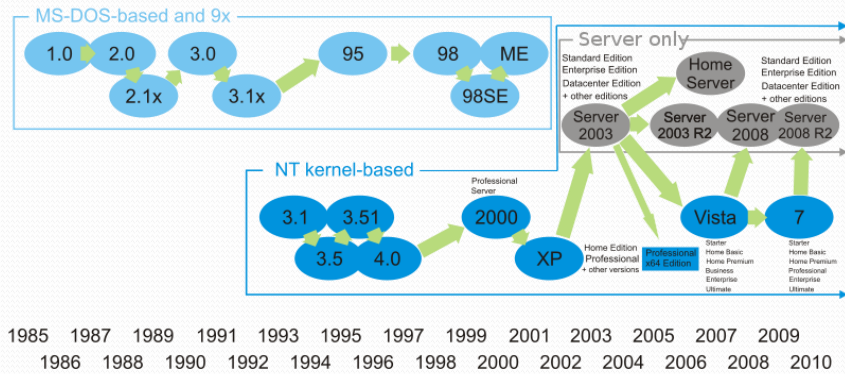 MS-DOS-based and 9x
1.0
2.0
3.0
95
98
ME
2.1x
3.1x
98SE
Server only
Standard Edition
Enterprise Edition
Datacenter Edition
+ other editions
Home
Server
Standard Edition
Enterprise Edition
Datacenter Edition
+ other editions
Server
2003
Server
2003 R2
Server
2008
Server
2008 R2
NT kernel-based
Professional
Server
3.1
3.51
2000
Vista
7
3.5
4.0
XP
Home Edition
Professional
+ other versions
Professional
x64 Edition
Starter
Home Basic
Home Premium
Business
Enterprise
Ultimate
Starter
Home Basic
Home Premium
Professional
Enterprise
Ultimate
1985 1987 1989 1991 1993 1995 1997 1999 2001 2003 2005 2007 2009
1986 1988 1990 1992 1994 1996 1998 2000 2002 2004 2006 2008 2010